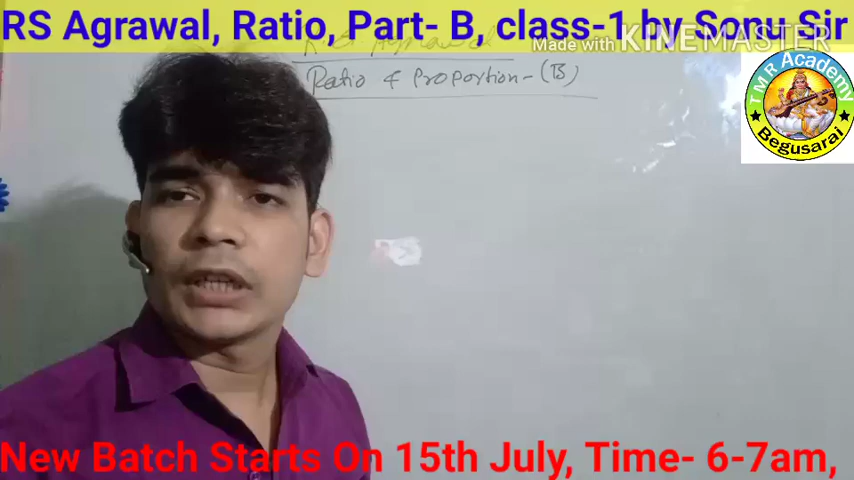 RS Agrawal, Ratio, Part- B, class-1 by Sonu Sir
Made with KINEMASTER
Ratio & Proportion - (B)
TMR Academy
Begusarai
New Batch Starts On 15th July, Time- 6-7am,